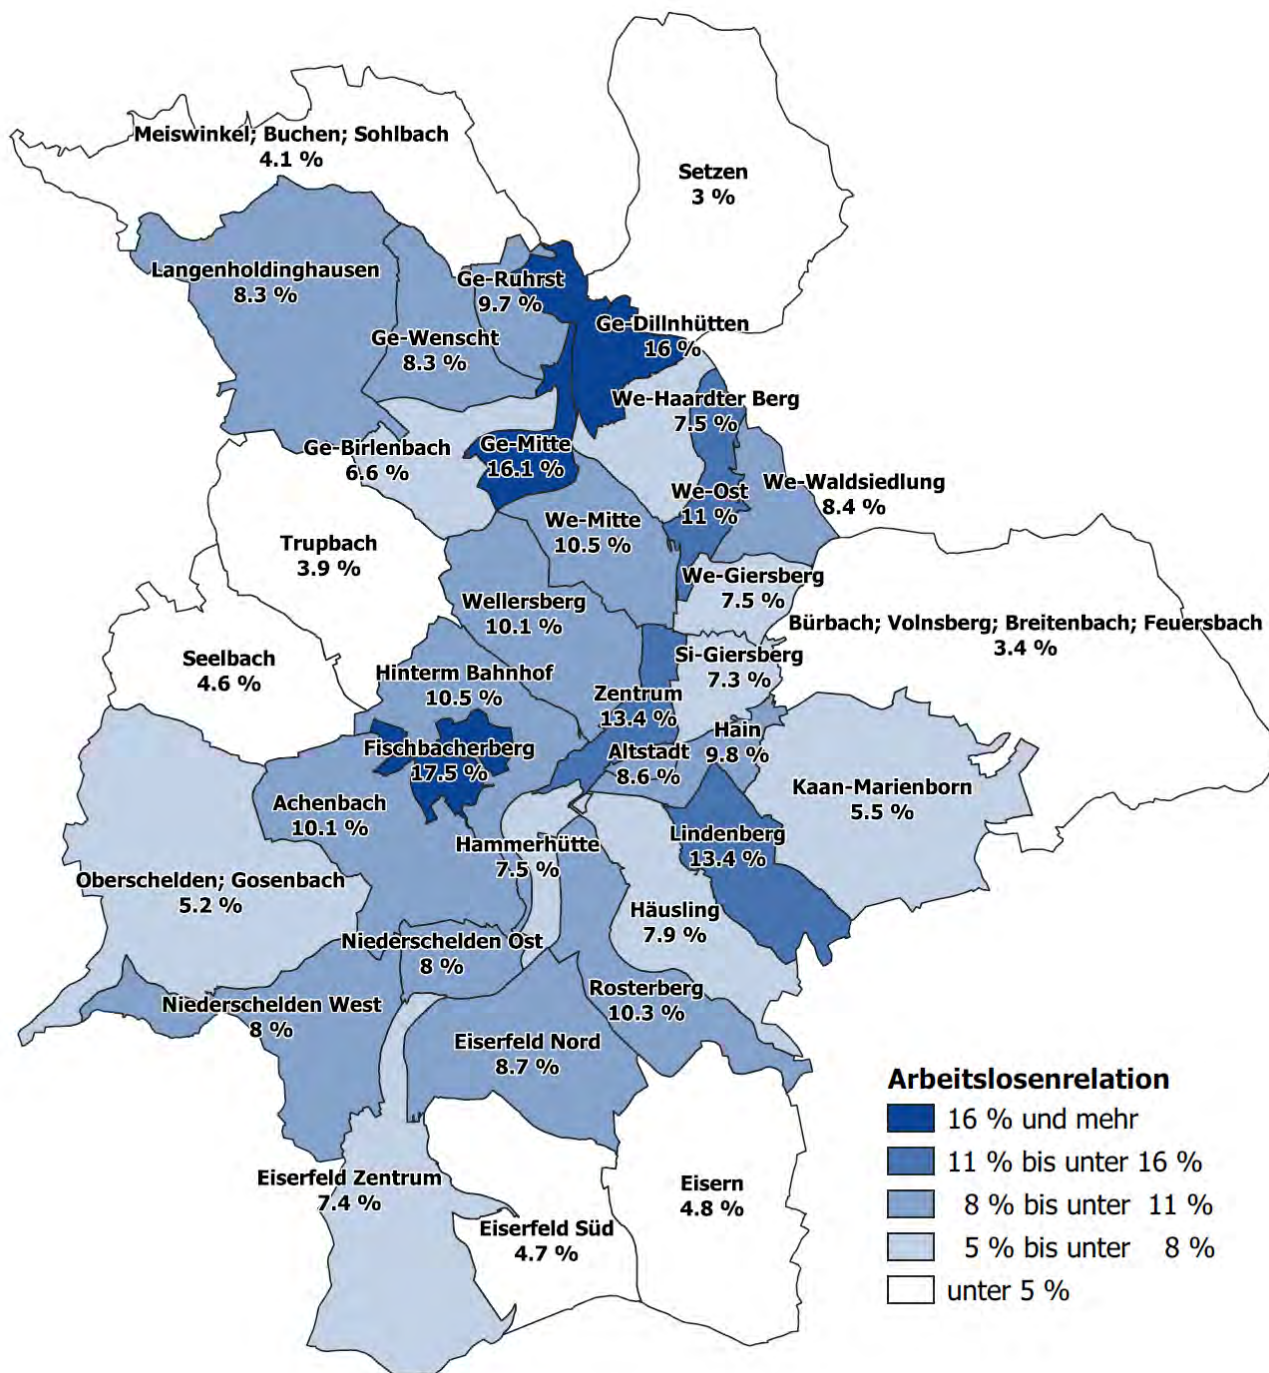 Meiswinkel; Buchen; Sohlbach
4.1 %
Setzen
3 %
Langenholdinghausen
8.3 %
Ge-Ruhrst
9.7 %
Ge-Dillnhütten
16 %
Ge-Wenscht
8.3 %
We-Haardter Berg
7.5 %
Ge-Birlenbach
6.6 %
Ge-Mitte
16.1 %
We-Ost
11 %
We-Waldsiedlung
8.4 %
We-Mitte
10.5 %
Trupbach
3.9 %
We-Giersberg
7.5 %
Wellersberg
10.1 %
Bürbach; Volnsberg; Breitenbach; Feuersbach
3.4 %
Seelbach
4.6 %
Si-Giersberg
7.3 %
Hinterm Bahnhof
10.5 %
Zentrum
13.4 %
Hain
9.8 %
Fischbacherberg
17.5 %
Altstadt
8.6 %
Kaan-Marienborn
5.5 %
Achenbach
10.1 %
Lindenberg
13.4 %
Hammerhütte
7.5 %
Oberschelden; Gosenbach
5.2 %
Häusling
7.9 %
Niederschelden Ost
8 %
Rosterberg
10.3 %
Niederschelden West
8 %
Eiserfeld Nord
8.7 %
Eiserfeld Zentrum
7.4 %
Eisern
4.8 %
Eiserfeld Süd
4.7 %
Arbeitslosenrelation
16 % und mehr
11 % bis unter 16 %
8 % bis unter 11 %
5 % bis unter 8 %
unter 5 %